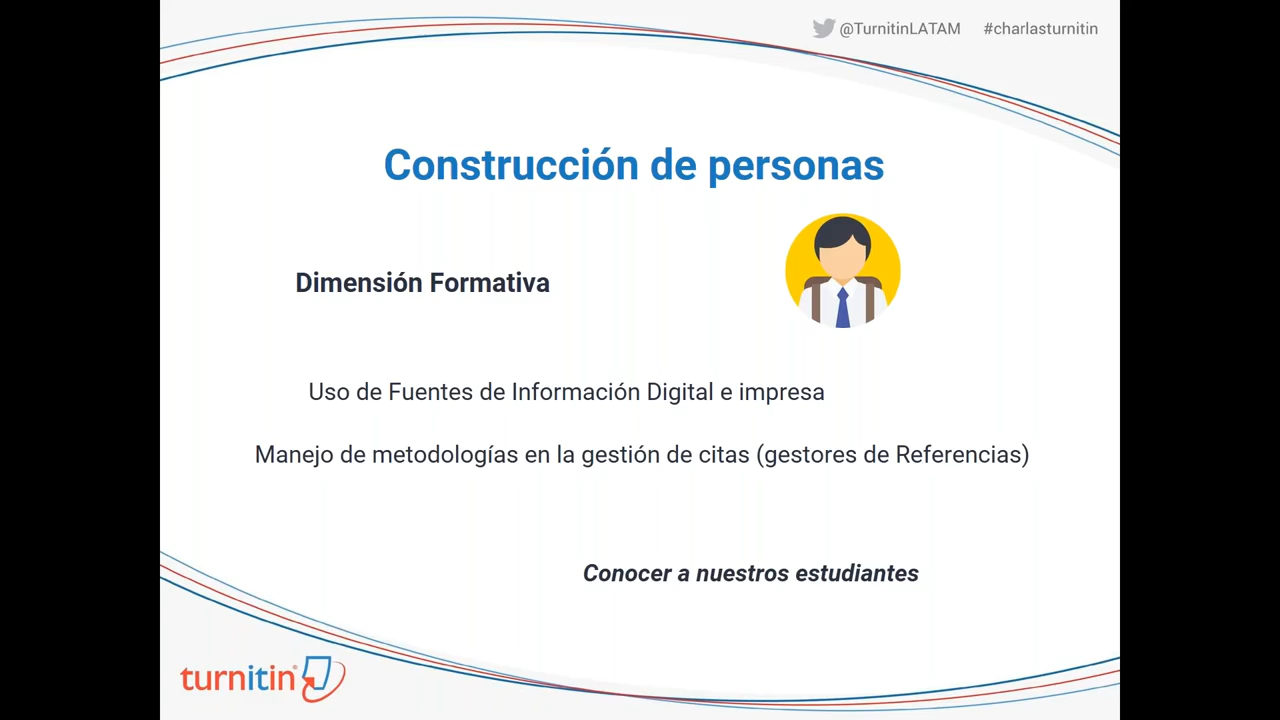 @TurnitinLATAM #charlasturnitin
Construcción de personas
Dimensión Formativa
Uso de Fuentes de Información Digital e impresa
Manejo de metodologías en la gestión de citas (gestores de Referencias)
Conocer a nuestros estudiantes
turnitin